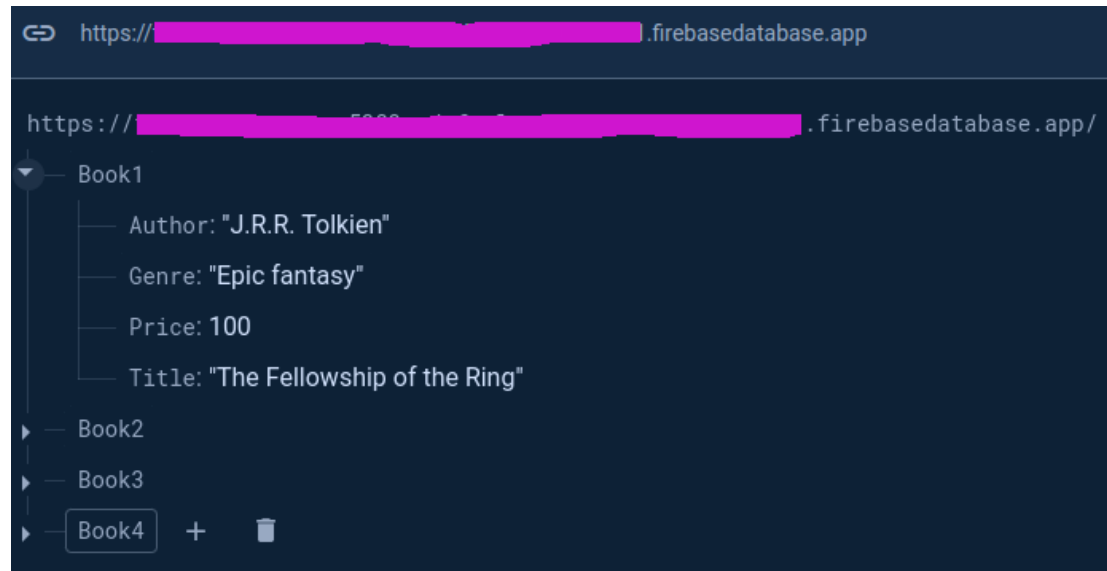 https:// .firebasedatabase.app
https:// .firebasedatabase.app/
Book1
Author: "J.R.R. Tolkien"
Genre: "Epic fantasy"
Price: 100
Title: "The Fellowship of the Ring"
Book2
Book3
Book4 +